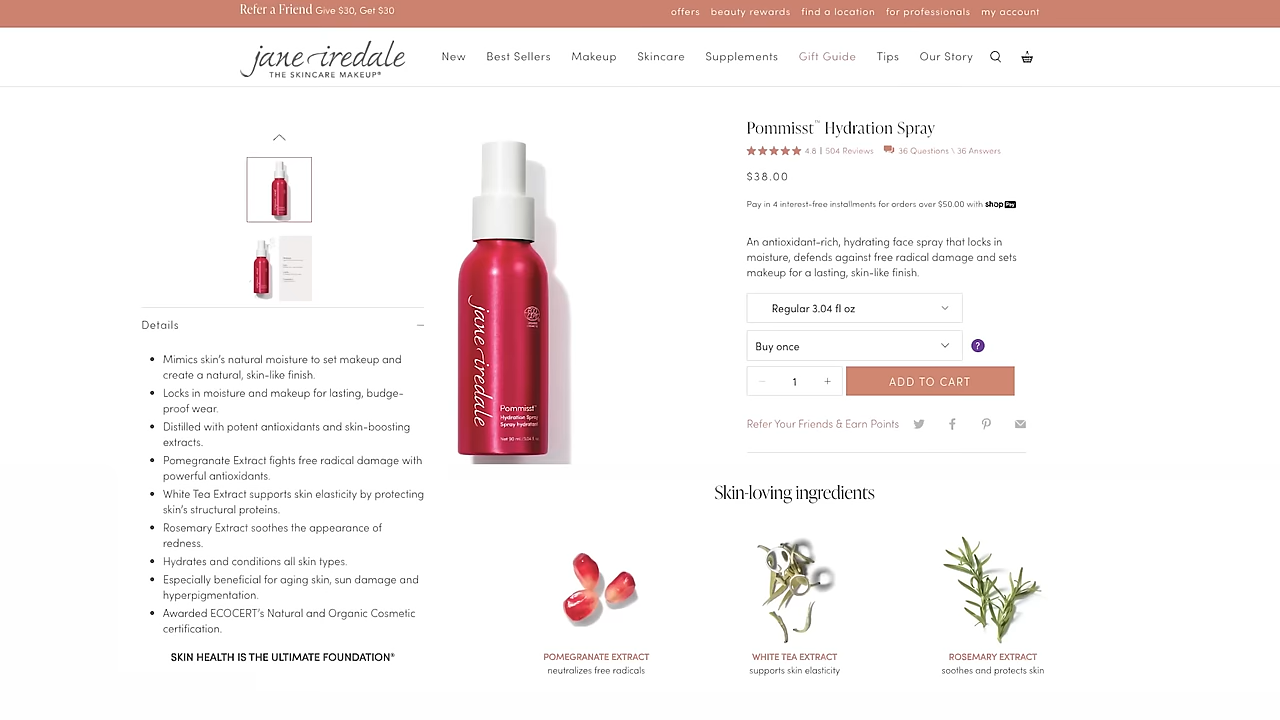 Refer a Friend Give $30, Get $30
offers beauty rewards find a location for professionals my account
jane iredale
THE SKINCARE MAKEUP®
New Best Sellers Makeup Skincare Supplements Gift Guide Tips Our Story
Pommisst™ Hydration Spray
4.8 | 504 Reviews 36 Questions \ 36 Answers
$38.00
Pay in 4 interest-free installments for orders over $50.00 with shop Pay
An antioxidant-rich, hydrating face spray that locks in
moisture, defends against free radical damage and sets
makeup for a lasting, skin-like finish.
Regular 3.04 fl oz
Buy once
?
− 1 +
ADD TO CART
Refer Your Friends & Earn Points
jane iredale
Pommisst™
Hydration Spray
Spray hydratant
Details
• Mimics skin's natural moisture to set makeup and
create a natural, skin-like finish.
• Locks in moisture and makeup for lasting, budge-
proof wear.
• Distilled with potent antioxidants and skin-boosting
extracts.
• Pomegranate Extract fights free radical damage with
powerful antioxidants.
• White Tea Extract supports skin elasticity by protecting
skin's structural proteins.
• Rosemary Extract soothes the appearance of
redness.
• Hydrates and conditions all skin types.
• Especially beneficial for aging skin, sun damage and
hyperpigmentation.
• Awarded ECOCERT's Natural and Organic Cosmetic
certification.
SKIN HEALTH IS THE ULTIMATE FOUNDATION®
Skin-loving ingredients
POMEGRANATE EXTRACT
neutralizes free radicals
WHITE TEA EXTRACT
supports skin elasticity
ROSEMARY EXTRACT
soothes and protects skin